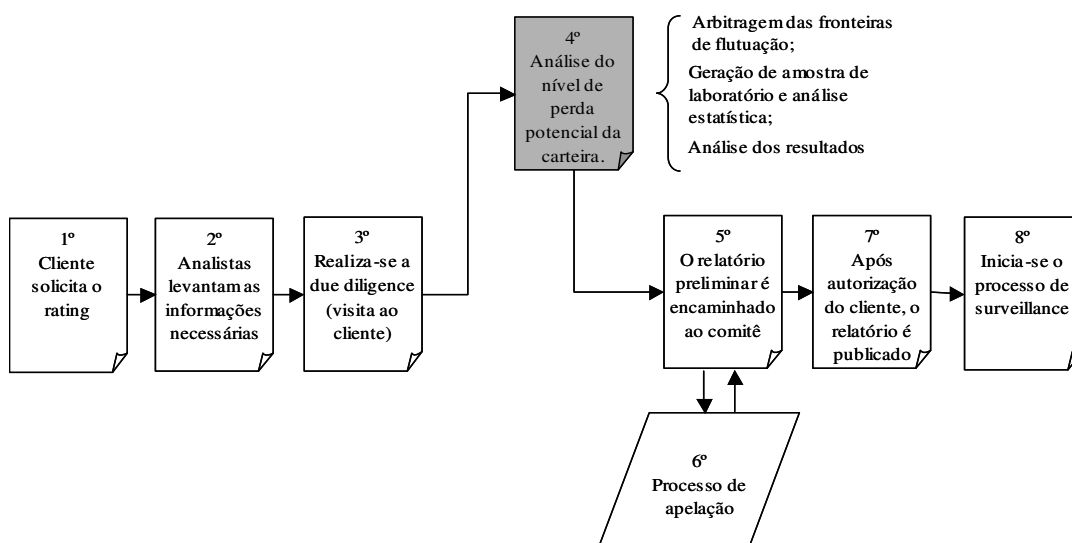 1º
Cliente
solicita o
rating
2º
Analistas
levantam as
informações
necessárias
3º
Realiza-se a
due diligence
(visita ao
cliente)
4º
Análise do
nível de
perda
potencial da
carteira.
Arbitragem das fronteiras
de flutuação;
Geração de amostra de
laboratório e análise
estatística;
Análise dos resultados
5º
O relatório
preliminar é
encaminhado
ao comitê
6º
Processo de
apelação
7º
Após
autorização
do cliente, o
relatório é
publicado
8º
Inicia-se o
processo de
surveillance